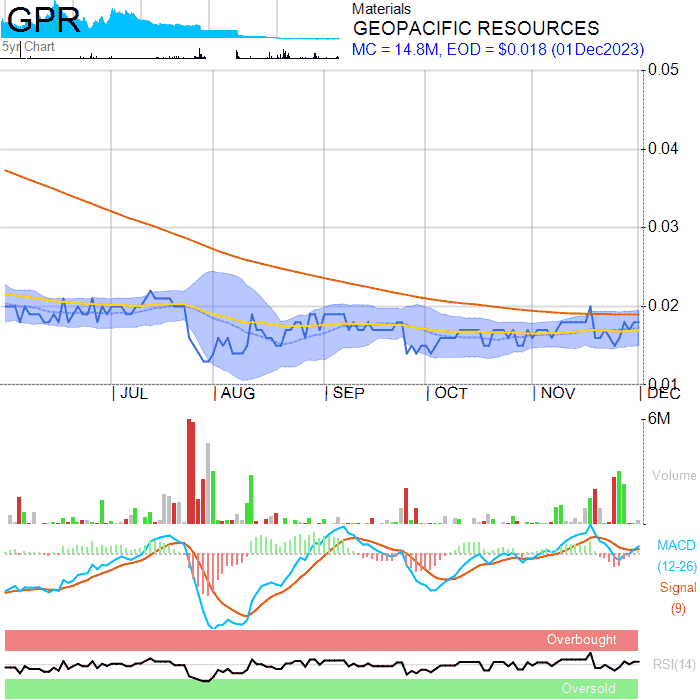 GPR
5yr Chart
Materials
GEOPACIFIC RESOURCES
MC = 14.8M, EOD = $0.018 (01Dec2023)
0.05
0.04
0.03
0.02
0.01
JUL AUG SEP OCT NOV DEC
6M
Volume
MACD
(12-26)
Signal
(9)
Overbought
RSI(14)
Oversold